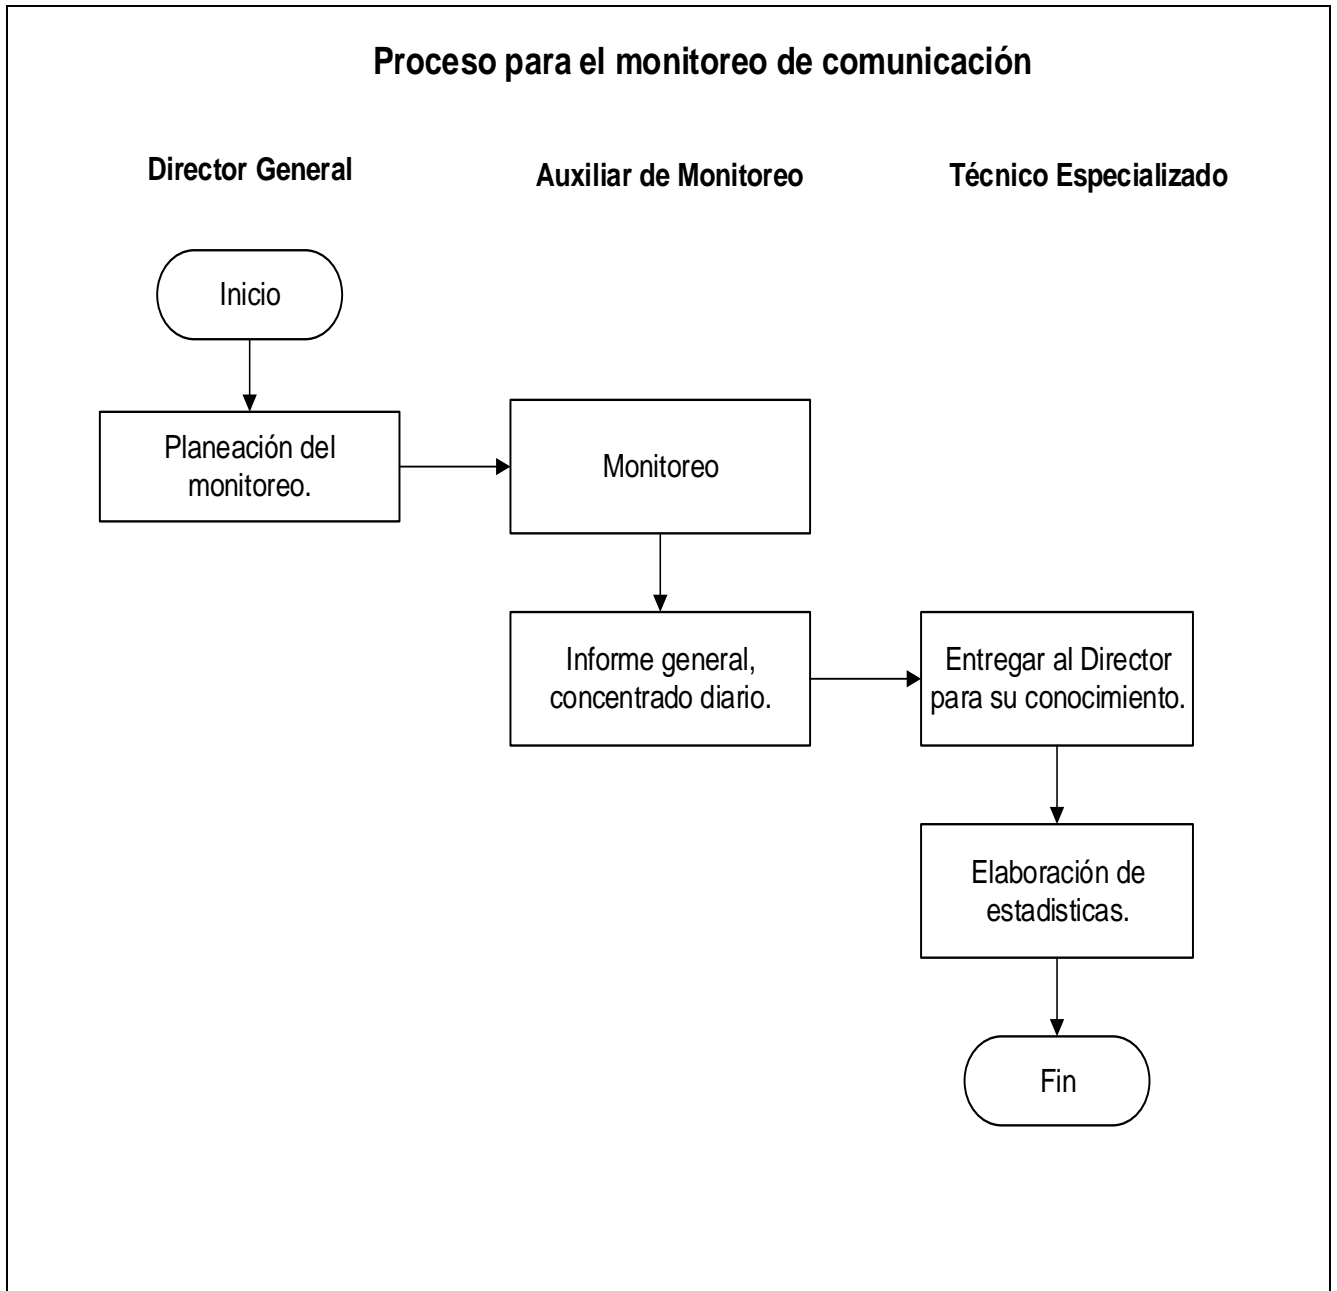 Proceso para el monitoreo de comunicación
Director General
Auxiliar de Monitoreo
Técnico Especializado
Inicio
Planeación del
monitoreo.
Monitoreo
Informe general,
concentrado diario.
Entregar al Director
para su conocimiento.
Elaboración de
estadisticas.
Fin